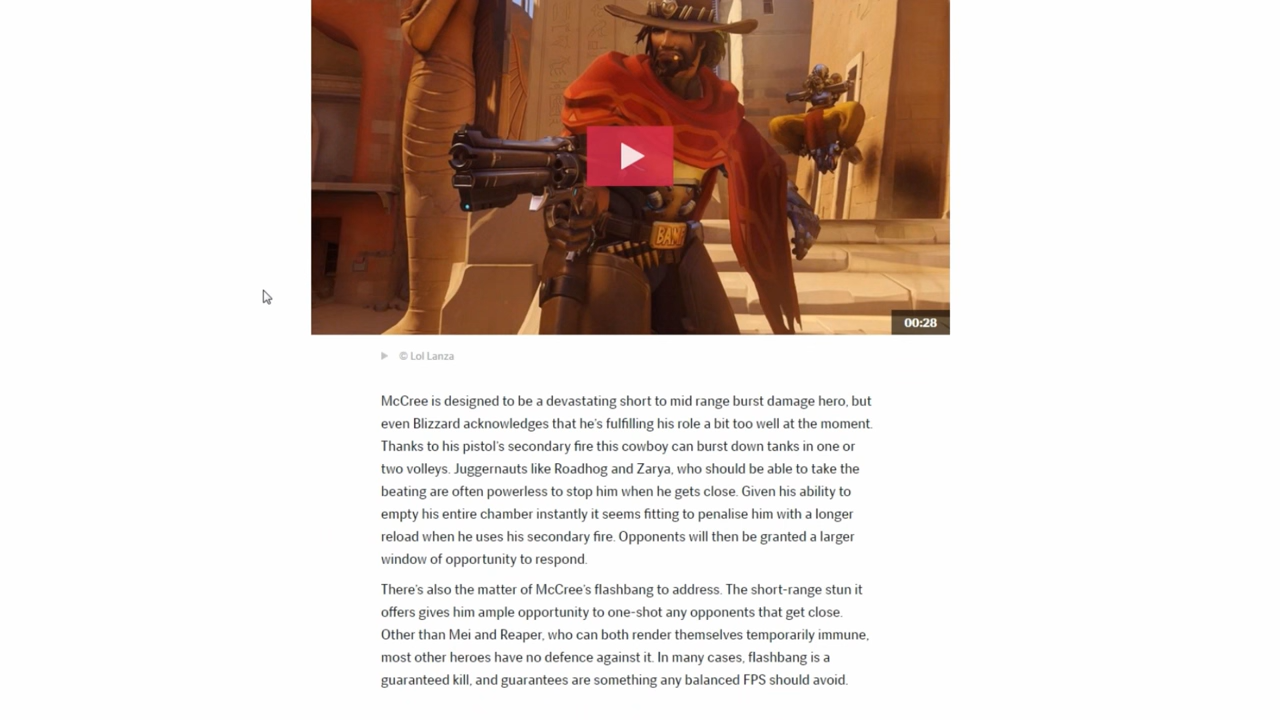 BAM
00:28
© Lol Lanza
McCree is designed to be a devastating short to mid range burst damage hero, but
even Blizzard acknowledges that he's fulfilling his role a bit too well at the moment.
Thanks to his pistol's secondary fire this cowboy can burst down tanks in one or
two volleys. Juggernauts like Roadhog and Zarya, who should be able to take the
beating are often powerless to stop him when he gets close. Given his ability to
empty his entire chamber instantly it seems fitting to penalise him with a longer
reload when he uses his secondary fire. Opponents will then be granted a larger
window of opportunity to respond.
There's also the matter of McCree's flashbang to address. The short-range stun it
offers gives him ample opportunity to one-shot any opponents that get close.
Other than Mei and Reaper, who can both render themselves temporarily immune,
most other heroes have no defence against it. In many cases, flashbang is a
guaranteed kill, and guarantees are something any balanced FPS should avoid.